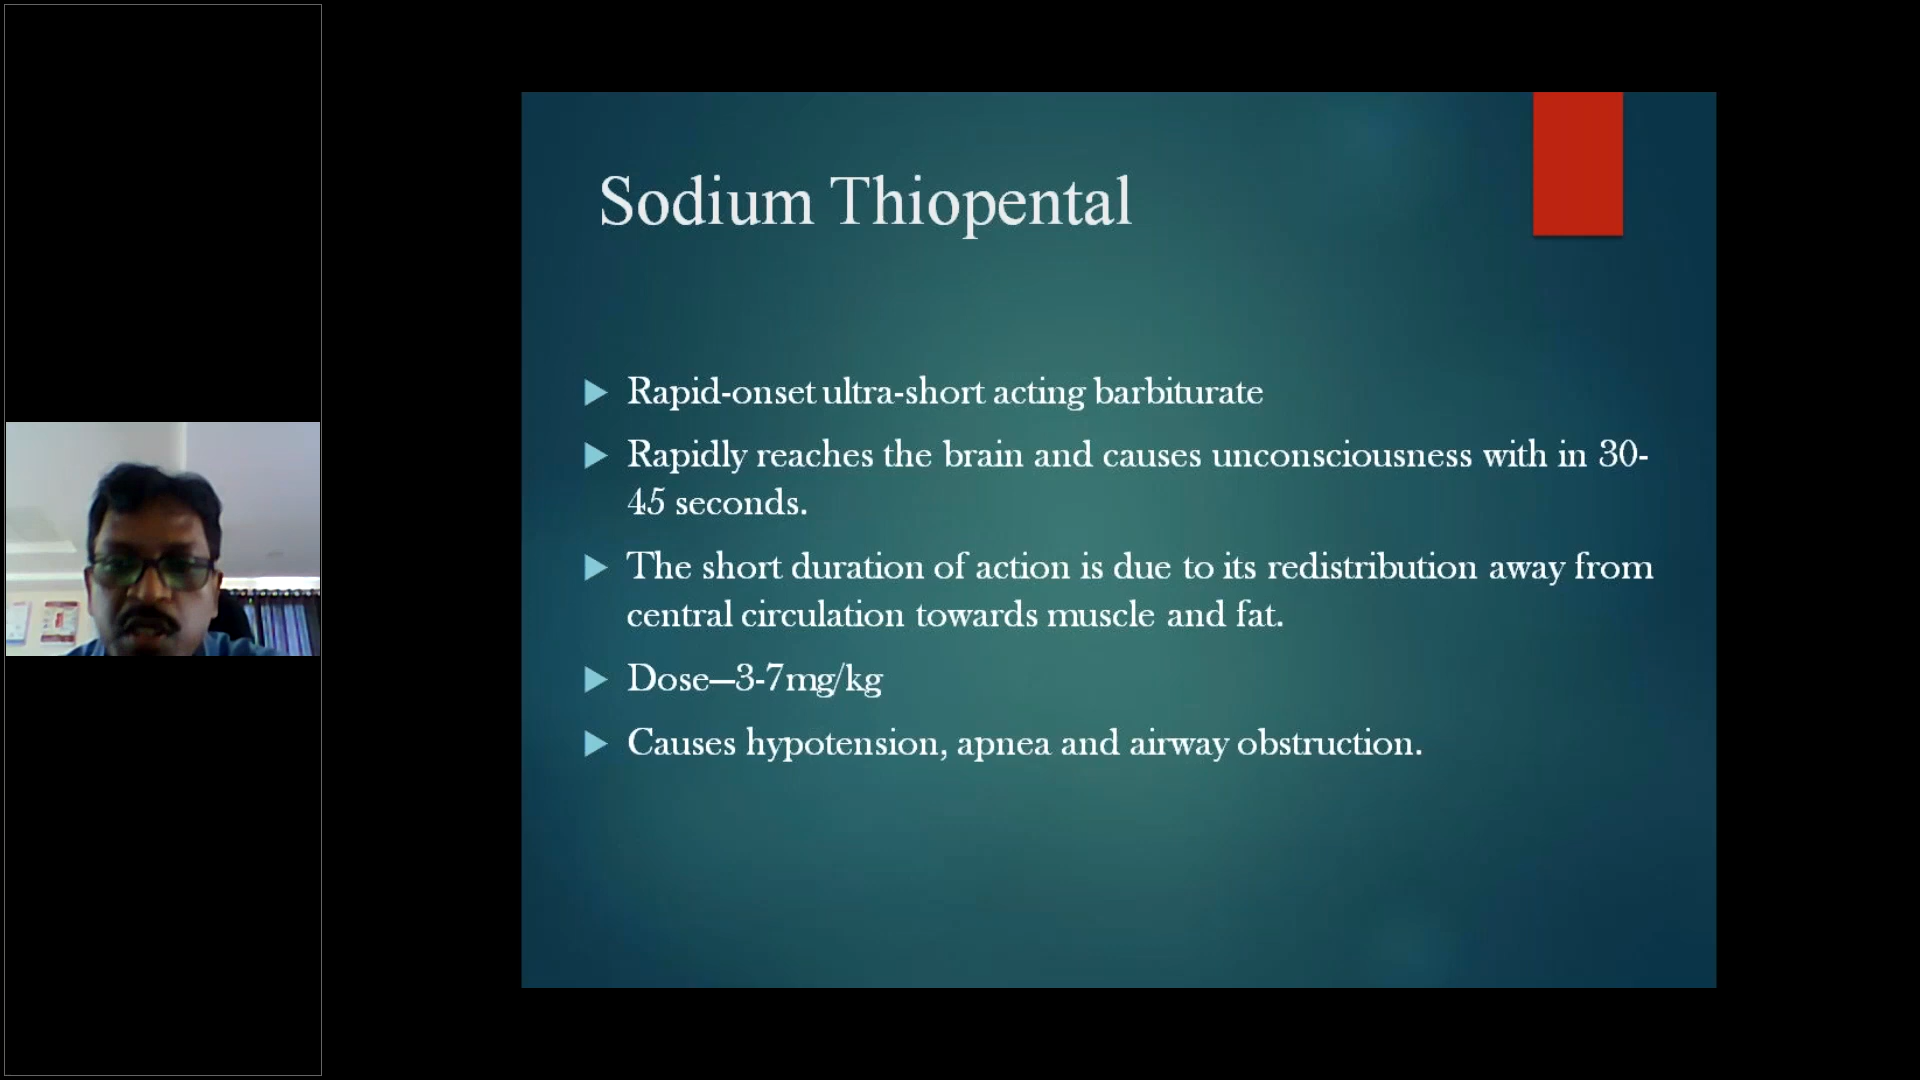 Sodium Thiopental
Rapid-onset ultra-short acting barbiturate
Rapidly reaches the brain and causes unconsciousness with in 30-
45 seconds.
The short duration of action is due to its redistribution away from
central circulation towards muscle and fat.
Dose—3-7mg/kg
Causes hypotension, apnea and airway obstruction.